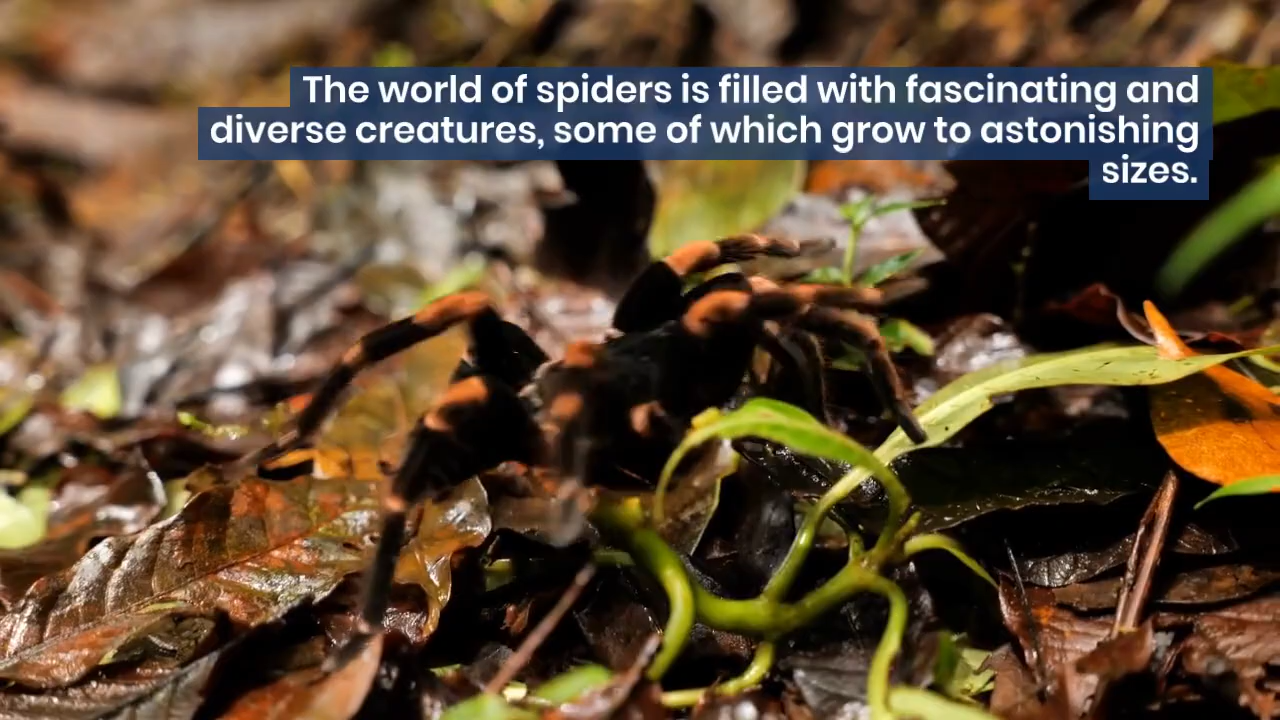 The world of spiders is filled with fascinating and
diverse creatures, some of which grow to astonishing
sizes.